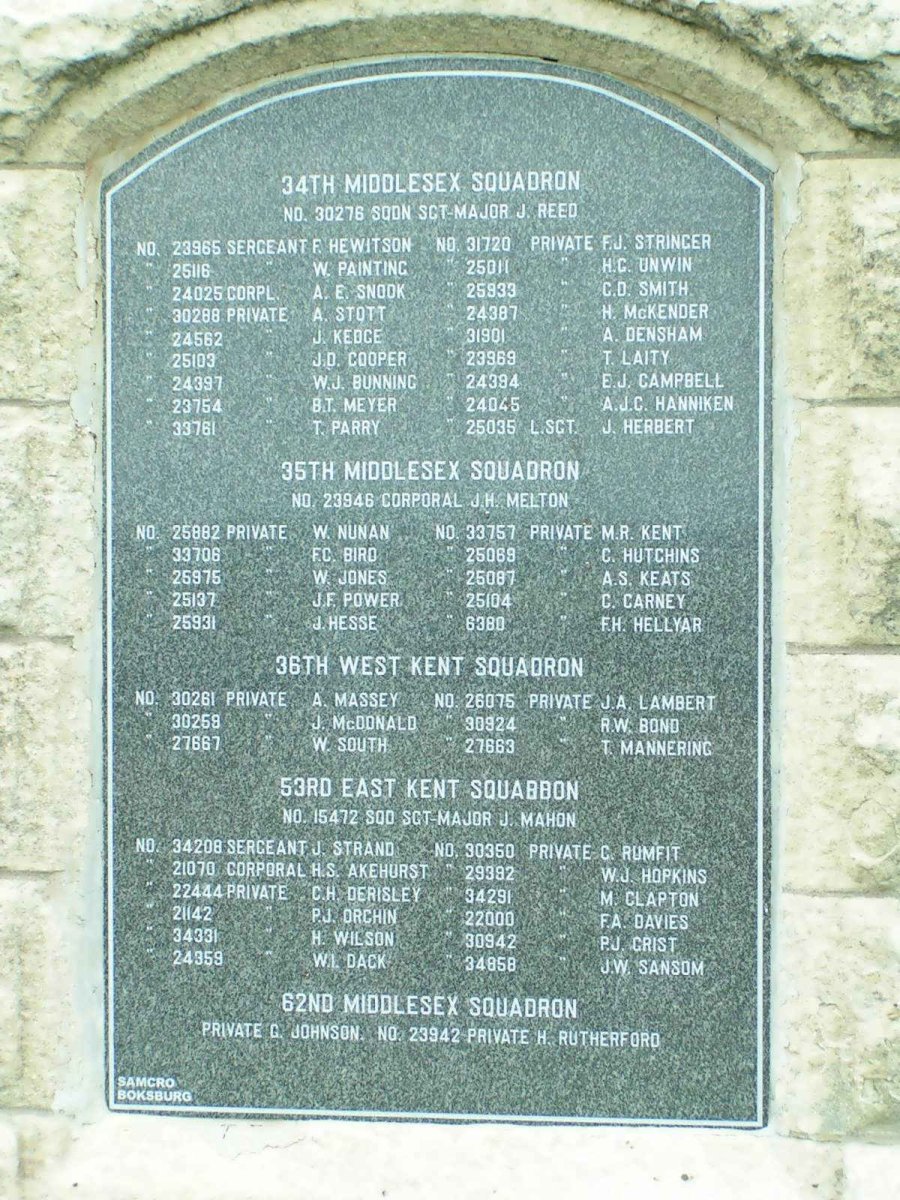 34TH MIDDLESEX SQUADRON
NO. 30276 SQDN SGT-MAJOR J. REED
NO. 23965 SERGEANT F. HEWITSON NO. 31720 PRIVATE F.J. STRINGER
" 25116 " W. PAINTING " 25011 " H.G. UNWIN
" 24025 CORPL. A. E. SNOOK " 25933 " C.D. SMITH
" 30288 PRIVATE A. STOTT " 24387 " H. McKENDER
" 24562 " J. KEDGE " 31901 " A. DENSHAM
" 25103 " J.D. COOPER " 23969 " T. LAITY
" 24397 " W.J. BUNNING " 24394 " E.J. CAMPBELL
" 23754 " B.T. MEYER " 24045 " A.J.C. HANNIKEN
" 33761 " T. PARRY " 25035 L.SGT. J. HERBERT
35TH MIDDLESEX SQUADRON
NO. 23946 CORPORAL J.H. MELTON
NO. 25882 PRIVATE W. NUNAN NO. 33757 PRIVATE M.R. KENT
" 33706 " F.C. BIRD " 25069 " C. HUTCHINS
" 25975 " W. JONES " 25087 " A.S. KEATS
" 25137 " J.F. POWER " 25104 " C. CARNEY
" 25931 " J. HESSE " 6380 " F.H. HELLYAR
36TH WEST KENT SQUADRON
NO. 30261 PRIVATE A. MASSEY NO. 26075 PRIVATE J.A. LAMBERT
" 30258 " J. McDONALD " 30924 " R.W. BOND
" 27667 " W. SOUTH " 27663 " T. MANNERING
53RD EAST KENT SQUABBON
NO. 15472 SQD SGT-MAJOR J. MAHON
NO. 34208 SERGEANT J. STRAND NO. 30350 PRIVATE C. RUMFIT
" 21070 CORPORAL H.S. AKEHURST " 29392 " W.J. HOPKINS
" 22444 PRIVATE C.H. DERISLEY " 34291 " M. CLAPTON
" 21142 " P.J. ORCHIN " 22000 " F.A. DAVIES
" 34331 " H. WILSON " 30942 " P.J. GRIST
" 24359 " W.I. DACK " 34858 " J.W. SANSOM
62ND MIDDLESEX SQUADRON
PRIVATE G. JOHNSON. NO. 23942 PRIVATE H. RUTHERFORD
SAMCRO
BOKSBURG